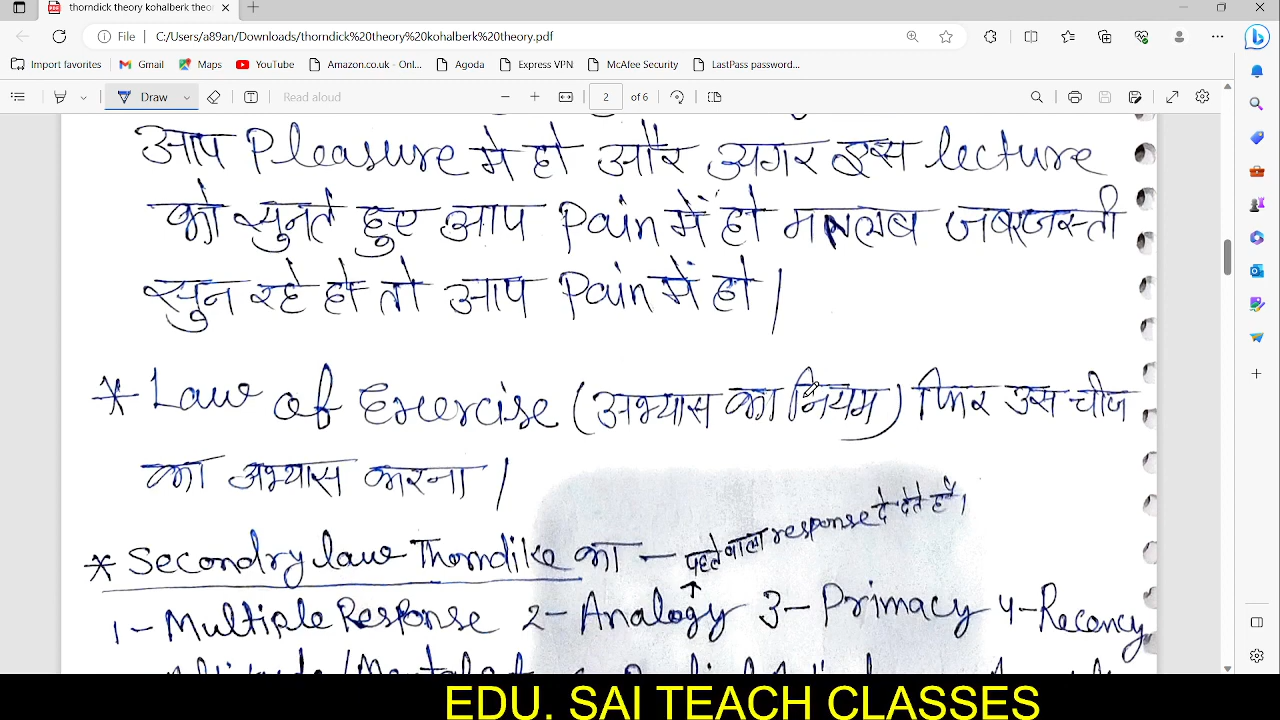 thorndick theory kohalberk theor
File
C:/Users/a89an/Downloads/thorndick%20theory%20kohalberk%20theory.pdf
Import favorites Gmail Maps YouTube Amazon.co.uk - Onl... Agoda Express VPN McAfee Security LastPass password...
Draw Read aloud 2 of 6
आप Pleasure मे हो और अगर इस lecture
को सुनते हुए आप Pain में हो मतलब जबरजस्ती
सुन रहे हो तो आप Pain में हो।
* Law of Exercise (अभ्यास का नियम) फिर उस चीज
का अभ्यास करना।
* Secondry law Thorndike का — पहले वाला response दे देते है।
1- Multiple Response 2- Analogy 3- Primacy 4- Recency
EDU. SAI TEACH CLASSES